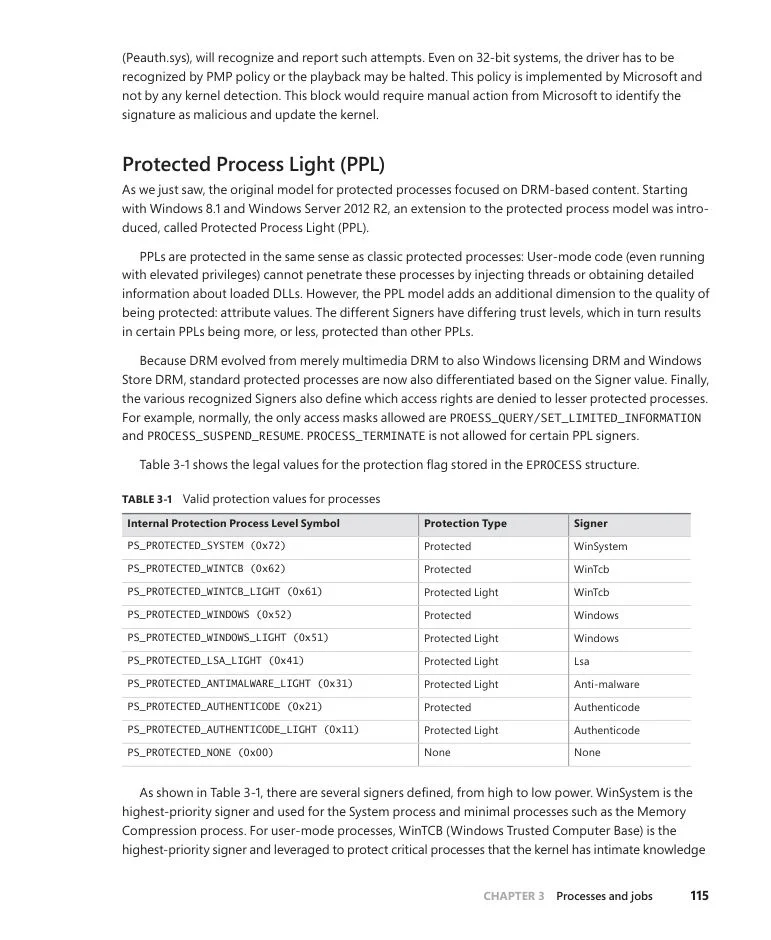 (Peauth.sys), will recognize and report such attempts. Even on 32-bit systems, the driver has to be
recognized by PMP policy or the playback may be halted. This policy is implemented by Microsoft and
not by any kernel detection. This block would require manual action from Microsoft to identify the
signature as malicious and update the kernel.
Protected Process Light (PPL)
As we just saw, the original model for protected processes focused on DRM-based content. Starting
with Windows 8.1 and Windows Server 2012 R2, an extension to the protected process model was intro-
duced, called Protected Process Light (PPL).
PPLs are protected in the same sense as classic protected processes: User-mode code (even running
with elevated privileges) cannot penetrate these processes by injecting threads or obtaining detailed
information about loaded DLLs. However, the PPL model adds an additional dimension to the quality of
being protected: attribute values. The different Signers have differing trust levels, which in turn results
in certain PPLs being more, or less, protected than other PPLs.
Because DRM evolved from merely multimedia DRM to also Windows licensing DRM and Windows
Store DRM, standard protected processes are now also differentiated based on the Signer value. Finally,
the various recognized Signers also define which access rights are denied to lesser protected processes.
For example, normally, the only access masks allowed are PROESS_QUERY/SET_LIMITED_INFORMATION
and PROCESS_SUSPEND_RESUME. PROCESS_TERMINATE is not allowed for certain PPL signers.
Table 3-1 shows the legal values for the protection flag stored in the EPROCESS structure.
TABLE 3-1 Valid protection values for processes
Internal Protection Process Level Symbol Protection Type Signer
PS_PROTECTED_SYSTEM (0x72) Protected WinSystem
PS_PROTECTED_WINTCB (0x62) Protected WinTcb
PS_PROTECTED_WINTCB_LIGHT (0x61) Protected Light WinTcb
PS_PROTECTED_WINDOWS (0x52) Protected Windows
PS_PROTECTED_WINDOWS_LIGHT (0x51) Protected Light Windows
PS_PROTECTED_LSA_LIGHT (0x41) Protected Light Lsa
PS_PROTECTED_ANTIMALWARE_LIGHT (0x31) Protected Light Anti-malware
PS_PROTECTED_AUTHENTICODE (0x21) Protected Authenticode
PS_PROTECTED_AUTHENTICODE_LIGHT (0x11) Protected Light Authenticode
PS_PROTECTED_NONE (0x00) None None
As shown in Table 3-1, there are several signers defined, from high to low power. WinSystem is the
highest-priority signer and used for the System process and minimal processes such as the Memory
Compression process. For user-mode processes, WinTCB (Windows Trusted Computer Base) is the
highest-priority signer and leveraged to protect critical processes that the kernel has intimate knowledge
CHAPTER 3 Processes and jobs 115